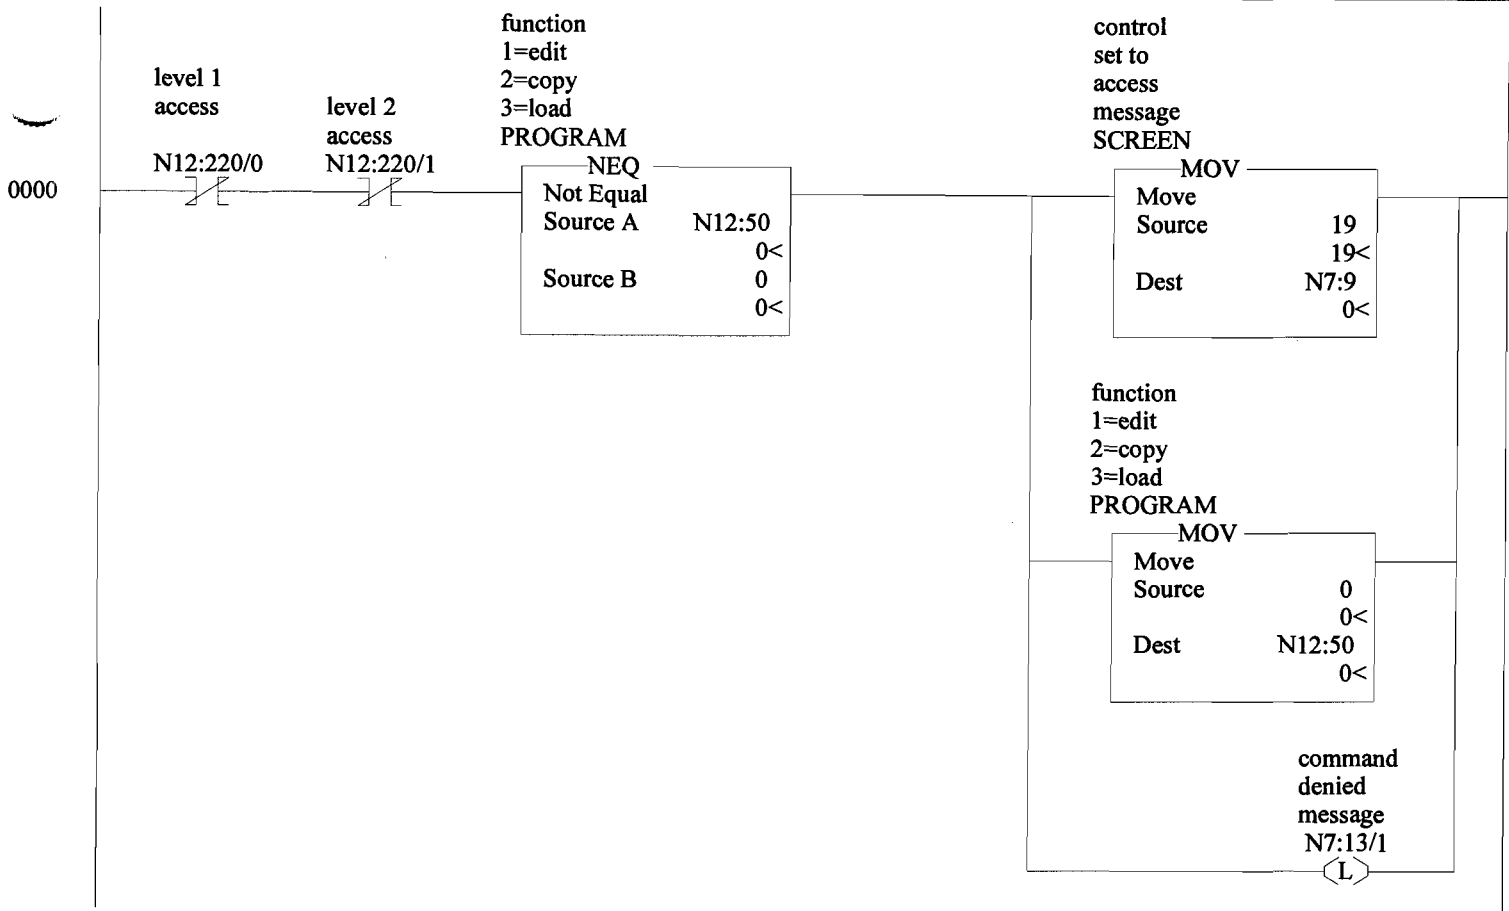 0000
level 1
access
N12:220/0
level 2
access
N12:220/1
function
1=edit
2=copy
3=load
PROGRAM
NEQ
Not Equal
Source A N12:50
0<
Source B 0
0<
control
set to
access
message
SCREEN
MOV
Move
Source 19
19<
Dest N7:9
0<
function
1=edit
2=copy
3=load
PROGRAM
MOV
Move
Source 0
0<
Dest N12:50
0<
command
denied
message
N7:13/1
L